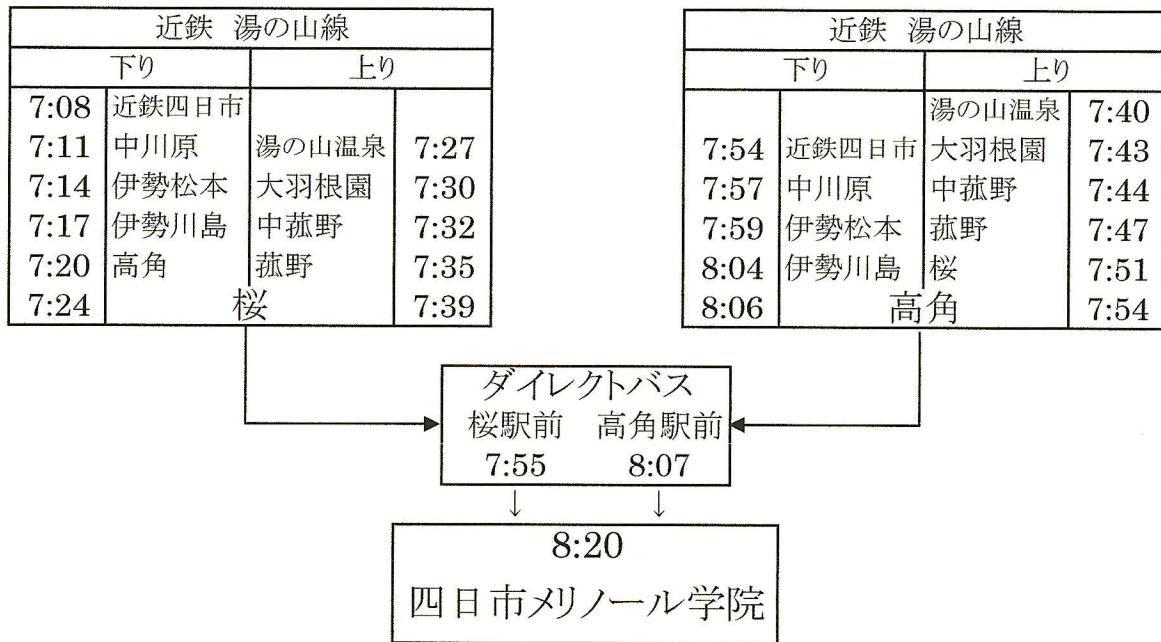 近鉄 湯の山線
下り 上り
7:08 近鉄四日市
7:11 中川原 湯の山温泉 7:27
7:14 伊勢松本 大羽根園 7:30
7:17 伊勢川島 中菰野 7:32
7:20 高角 菰野 7:35
7:24 桜 7:39
近鉄 湯の山線
下り 上り
湯の山温泉 7:40
7:54 近鉄四日市 大羽根園 7:43
7:57 中川原 中菰野 7:44
7:59 伊勢松本 菰野 7:47
8:04 伊勢川島 桜 7:51
8:06 高角 7:54
ダイレクトバス
桜駅前 高角駅前
7:55 8:07
↓ ↓
8:20
四日市メリノール学院